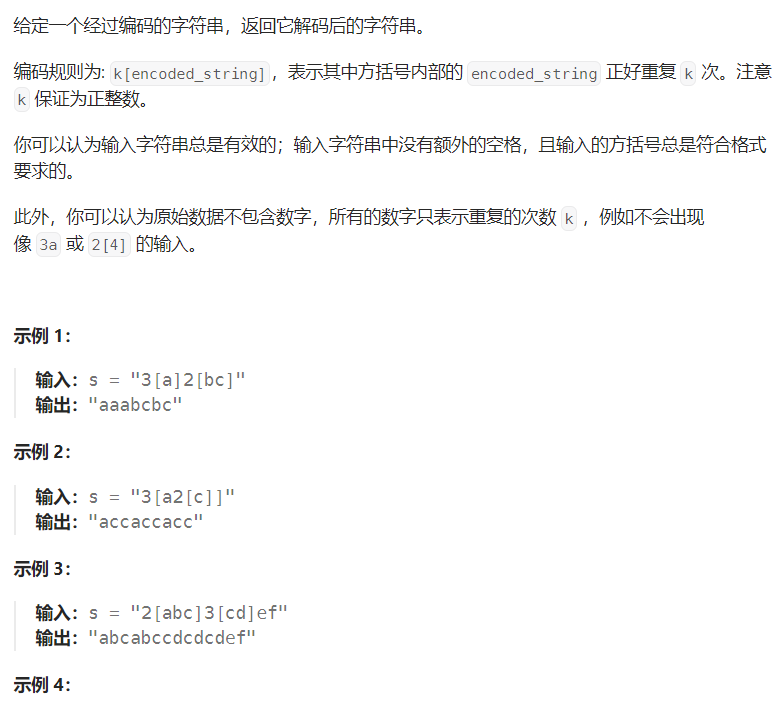 给定一个经过编码的字符串，返回它解码后的字符串。
编码规则为: k[encoded_string]，表示其中方括号内部的 encoded_string 正好重复 k 次。注意
k 保证为正整数。
你可以认为输入字符串总是有效的；输入字符串中没有额外的空格，且输入的方括号总是符合格式
要求的。
此外，你可以认为原始数据不包含数字，所有的数字只表示重复的次数 k ，例如不会出现
像 3a 或 2[4] 的输入。
示例 1：
输入：s = "3[a]2[bc]"
输出："aaabcbc"
示例 2：
输入：s = "3[a2[c]]"
输出："accaccacc"
示例 3：
输入：s = "2[abc]3[cd]ef"
输出："abcabccdcdcdef"
示例 4：